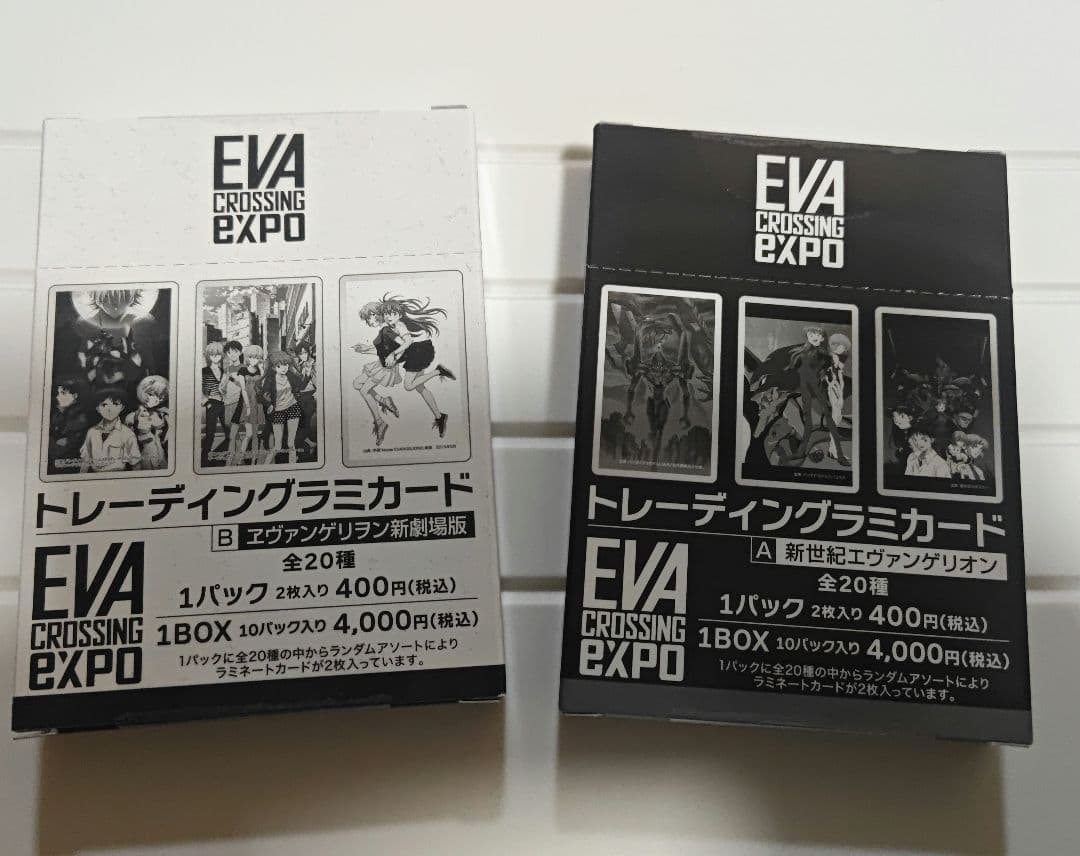 EVA
CROSSING
EXPO
トレーディングラミカード
B ヱヴァンゲリヲン新劇場版
全20種
1パック 2枚入り 400円(税込)
1BOX 10パック入り 4,000円(税込)
1パックに全20種の中からランダムアソートにより
ラミネートカードが2枚入っています。
EVA
CROSSING
EXPO
EVA
CROSSING
EXPO
トレーディングラミカード
A 新世紀エヴァンゲリオン
全20種
1パック 2枚入り 400円(税込)
1BOX 10パック入り 4,000円(税込)
1パックに全20種の中からランダムアソートにより
ラミネートカードが2枚入っています。
EVA
CROSSING
EXPO